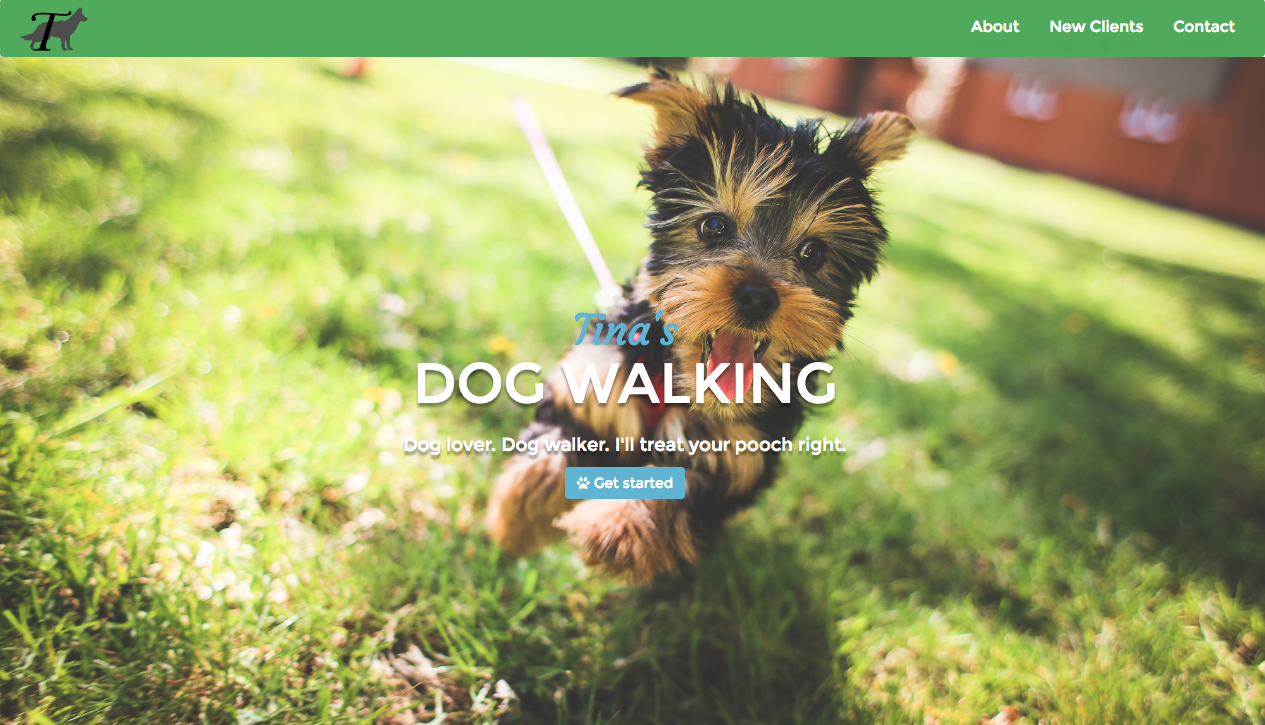 T
About
New Clients
Contact
Tina's
DOG WALKING
Dog lover. Dog walker. I'll treat your pooch right.
Get started